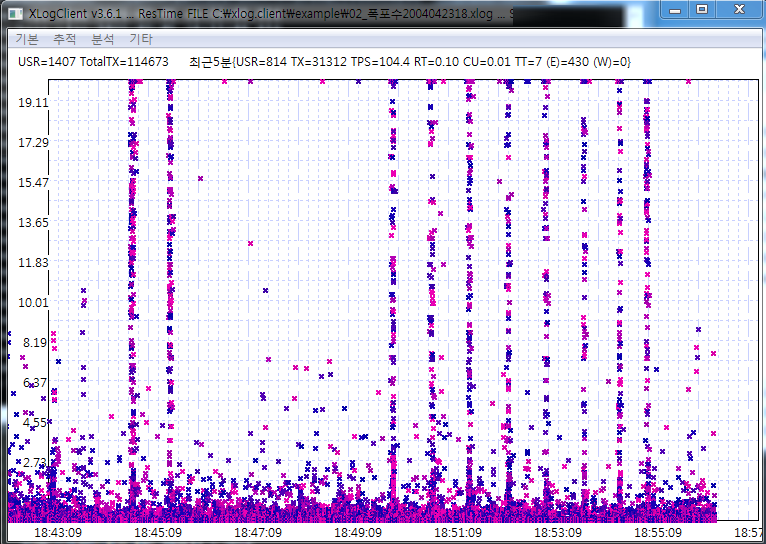 XLogClient v3.6.1 ... ResTime FILE C:₩xlog.client₩example₩02_폭포수2004042318.xlog ...
기본 추적 분석 기타
USR=1407 TotalTX=114673 최근5분{USR=814 TX=31312 TPS=104.4 RT=0.10 CU=0.01 TT=7 (E)=430 (W)=0}
19.11
17.29
15.47
13.65
11.83
10.01
8.19
6.37
4.55
2.73
18:43:09 18:45:09 18:47:09 18:49:09 18:51:09 18:53:09 18:55:09 18:57